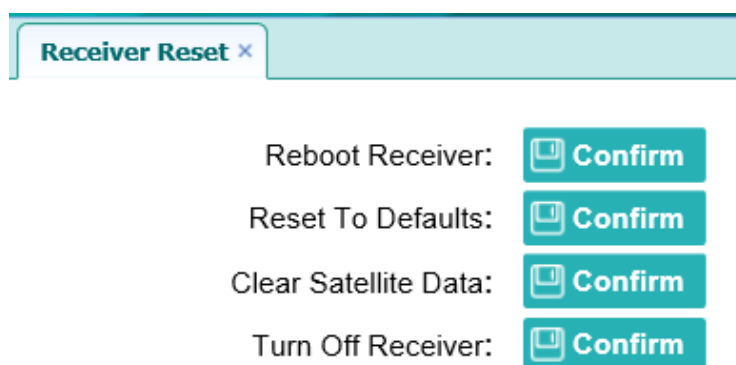 Receiver Reset ×
Reboot Receiver: Confirm
Reset To Defaults: Confirm
Clear Satellite Data: Confirm
Turn Off Receiver: Confirm